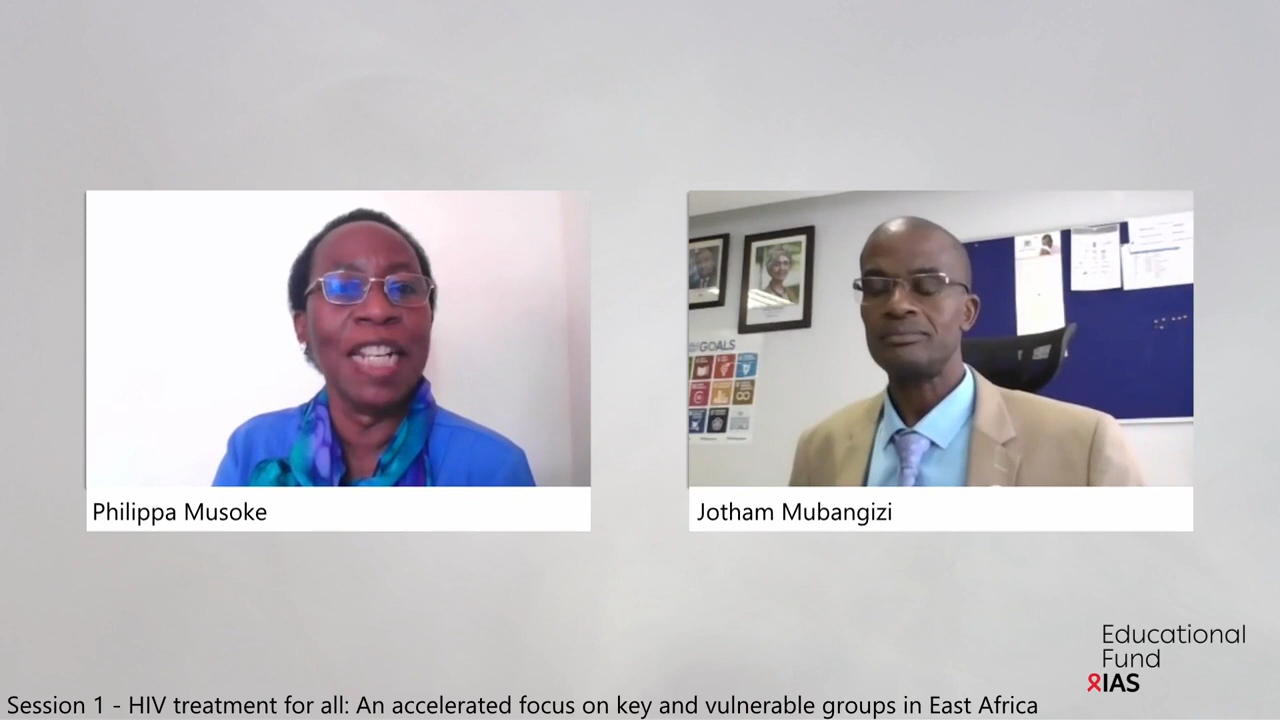 GOALS
Philippa Musoke
Jotham Mubangizi
Educational
Fund
IAS
Session 1 - HIV treatment for all: An accelerated focus on key and vulnerable groups in East Africa